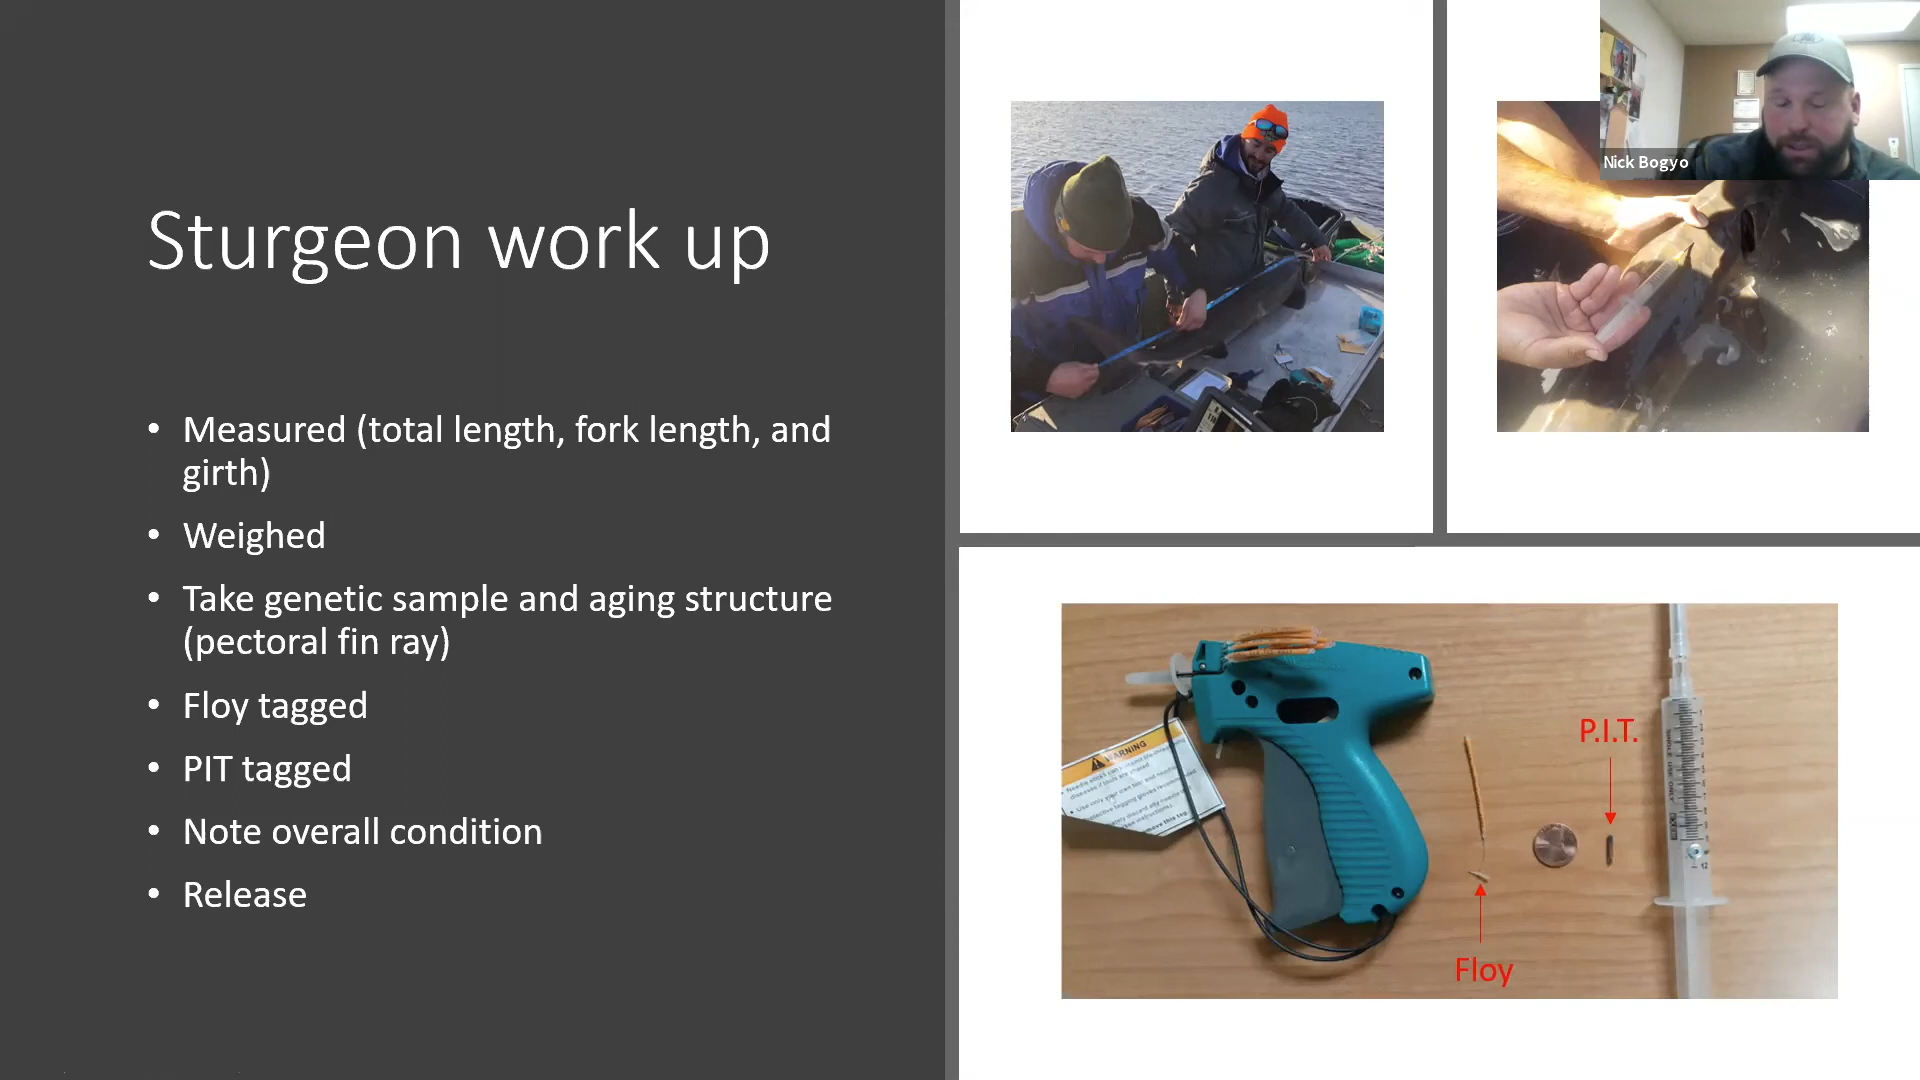 Sturgeon work up
• Measured (total length, fork length, and
girth)
• Weighed
• Take genetic sample and aging structure
(pectoral fin ray)
• Floy tagged
• PIT tagged
• Note overall condition
• Release
Nick Bogyo
WARNING
P.I.T.
Floy